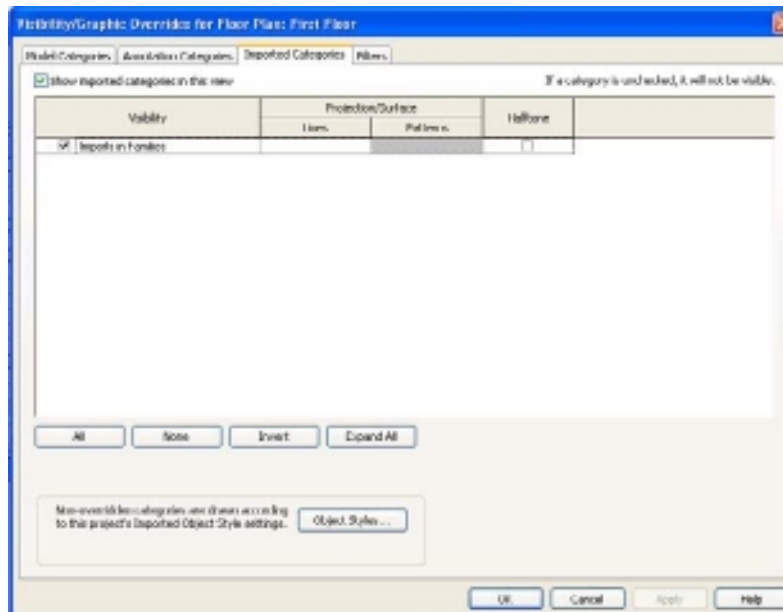 Visibility/Graphic Overrides for Floor Plan: First Floor
Model Categories Annotation Categories Imported Categories Filters
Show imported categories in this view If a category is unchecked, it will not be visible.
Visibility Projection/Surface Halftone
Lines Patterns
Imports in Families
All None Invert Expand All
Non-overridden categories are drawn according
to this project's Imported Object Style settings. Object Styles...
OK Cancel Apply Help